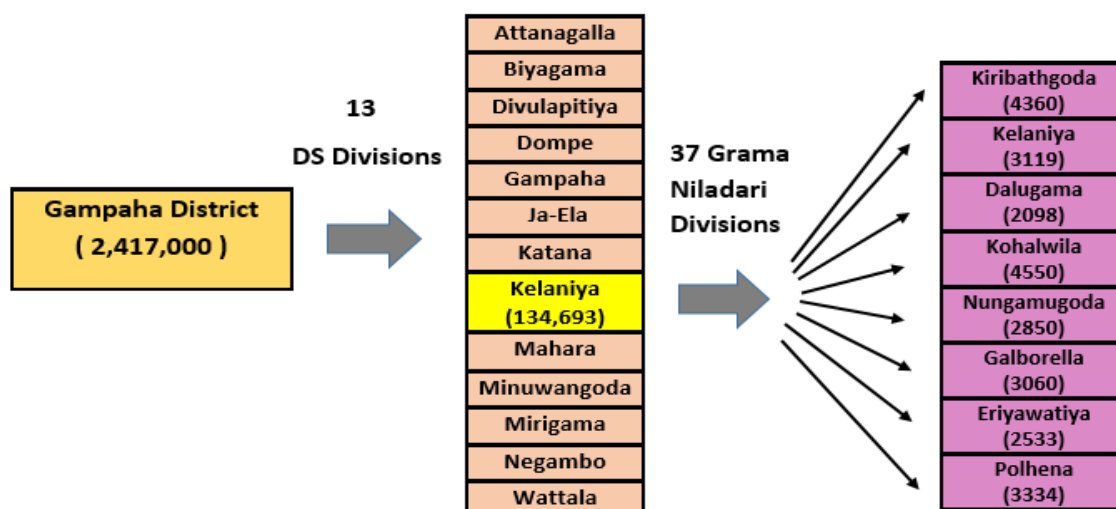 Gampaha District
( 2,417,000 )
13
DS Divisions
Attanagalla
Biyagama
Divulapitiya
Dompe
Gampaha
Ja-Ela
Katana
Kelaniya
(134,693)
Mahara
Minuwangoda
Mirigama
Negambo
Wattala
37 Grama
Niladari
Divisions
Kiribathgoda
(4360)
Kelaniya
(3119)
Dalugama
(2098)
Kohalwila
(4550)
Nungamugoda
(2850)
Galborella
(3060)
Eriyawatiya
(2533)
Polhena
(3334)